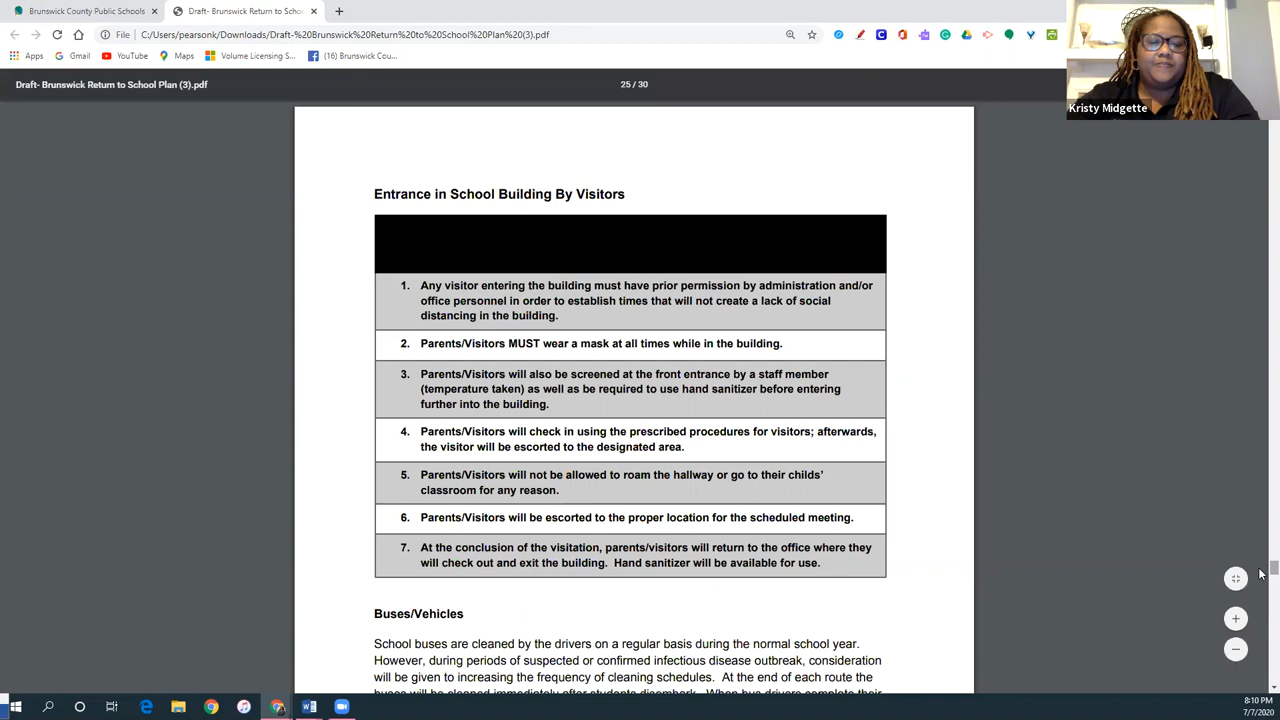 Brunswick County Public Schools
Draft- Brunswick Return to Scho
File
C:/Users/pearsonk/Downloads/Draft-%20Brunswick%20Return%20to%20School%20Plan%20(3).pdf
Apps
Gmail
YouTube
Maps
Volume Licensing S...
(16) Brunswick Cou...
Draft- Brunswick Return to School Plan (3).pdf
25 / 30
Kristy Midgette
Entrance in School Building By Visitors
1. Any visitor entering the building must have prior permission by administration and/or
office personnel in order to establish times that will not create a lack of social
distancing in the building.
2. Parents/Visitors MUST wear a mask at all times while in the building.
3. Parents/Visitors will also be screened at the front entrance by a staff member
(temperature taken) as well as be required to use hand sanitizer before entering
further into the building.
4. Parents/Visitors will check in using the prescribed procedures for visitors; afterwards,
the visitor will be escorted to the designated area.
5. Parents/Visitors will not be allowed to roam the hallway or go to their childs'
classroom for any reason.
6. Parents/Visitors will be escorted to the proper location for the scheduled meeting.
7. At the conclusion of the visitation, parents/visitors will return to the office where they
will check out and exit the building. Hand sanitizer will be available for use.
Buses/Vehicles
School buses are cleaned by the drivers on a regular basis during the normal school year.
However, during periods of suspected or confirmed infectious disease outbreak, consideration
will be given to increasing the frequency of cleaning schedules. At the end of each route the
buses will be cleaned immediately after students disembark. When bus drivers complete their
8:10 PM
7/7/2020